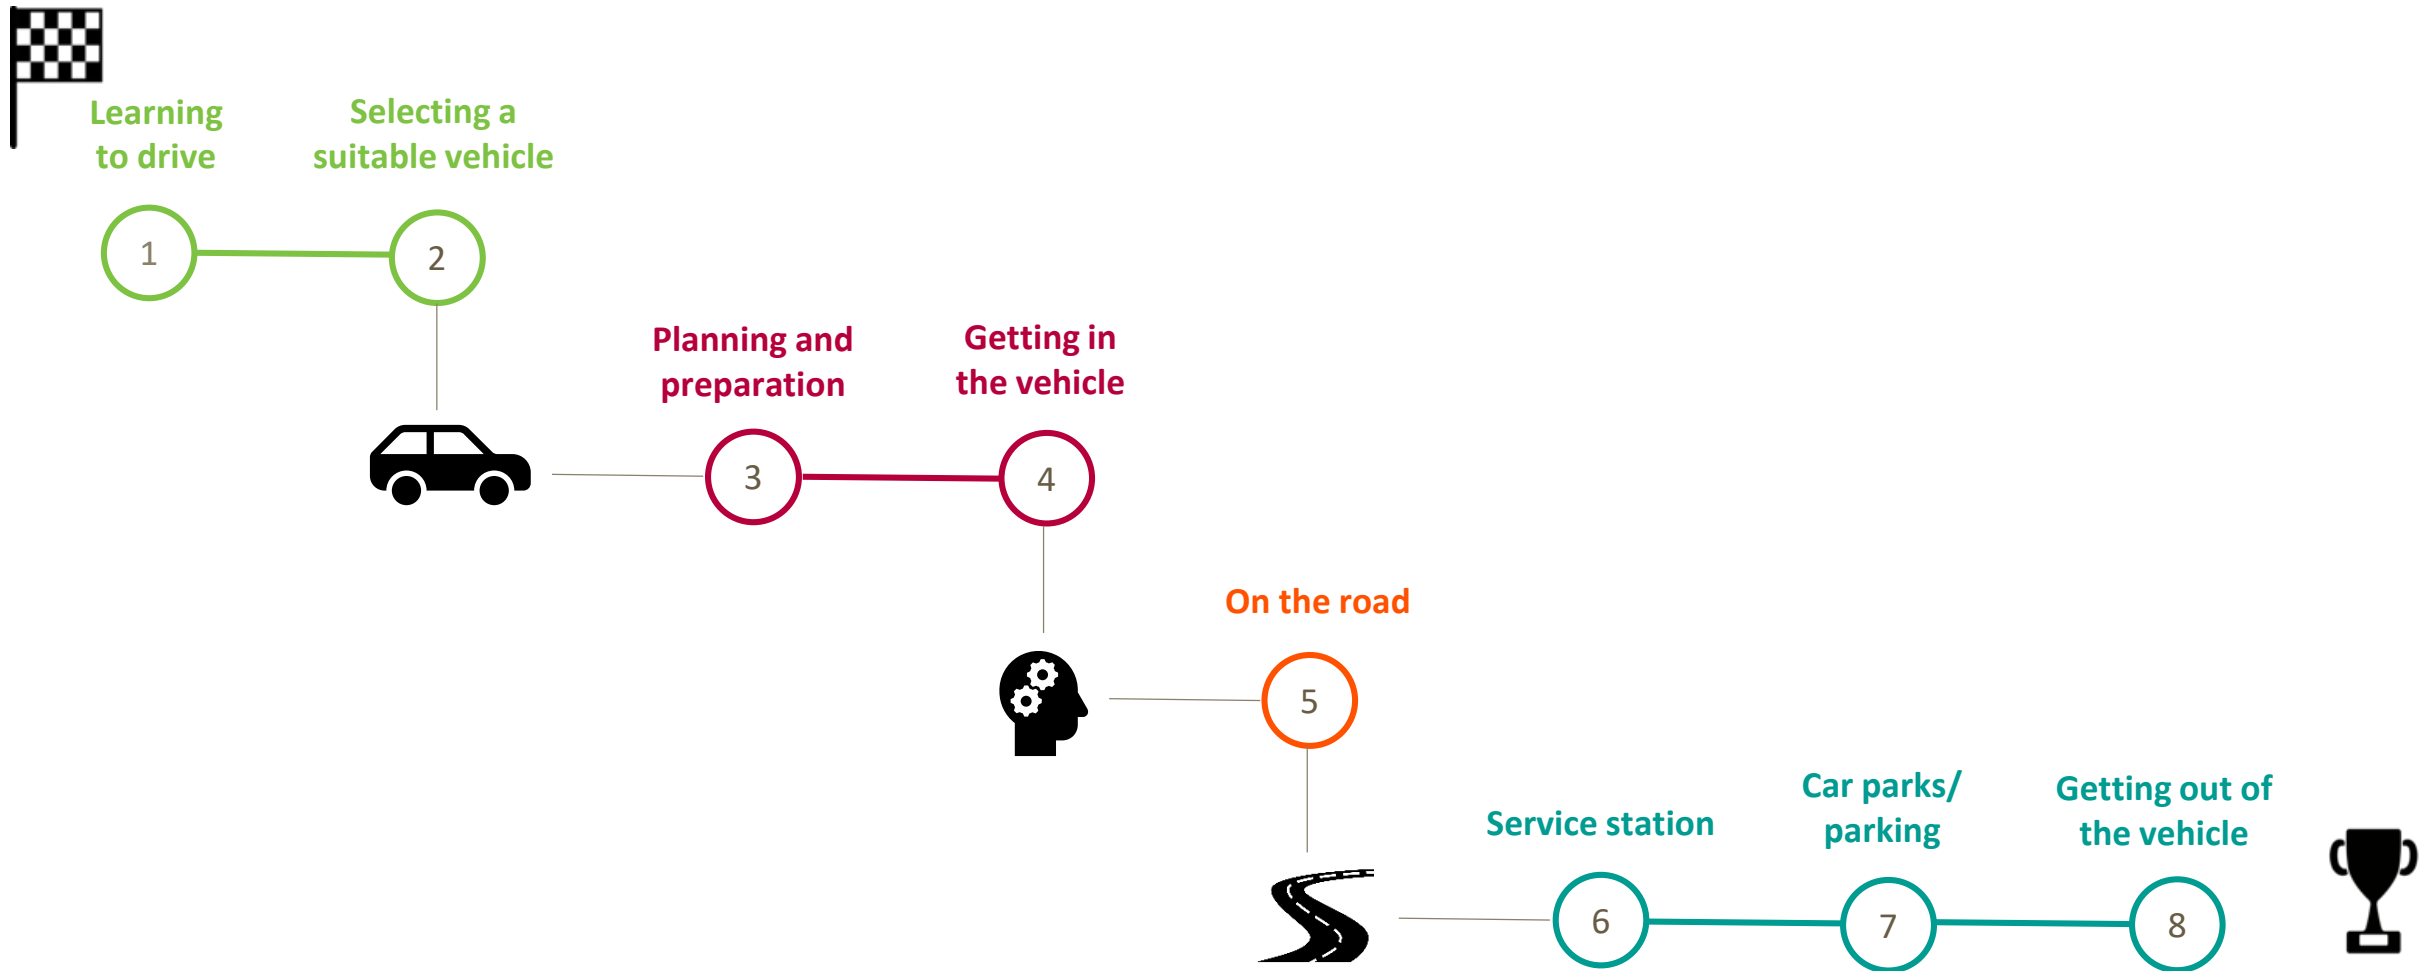 Learning
to drive
Selecting a
suitable vehicle
1
2
Planning and
preparation
Getting in
the vehicle
3
4
On the road
5
Service station
Car parks/
parking
Getting out of
the vehicle
6
7
8